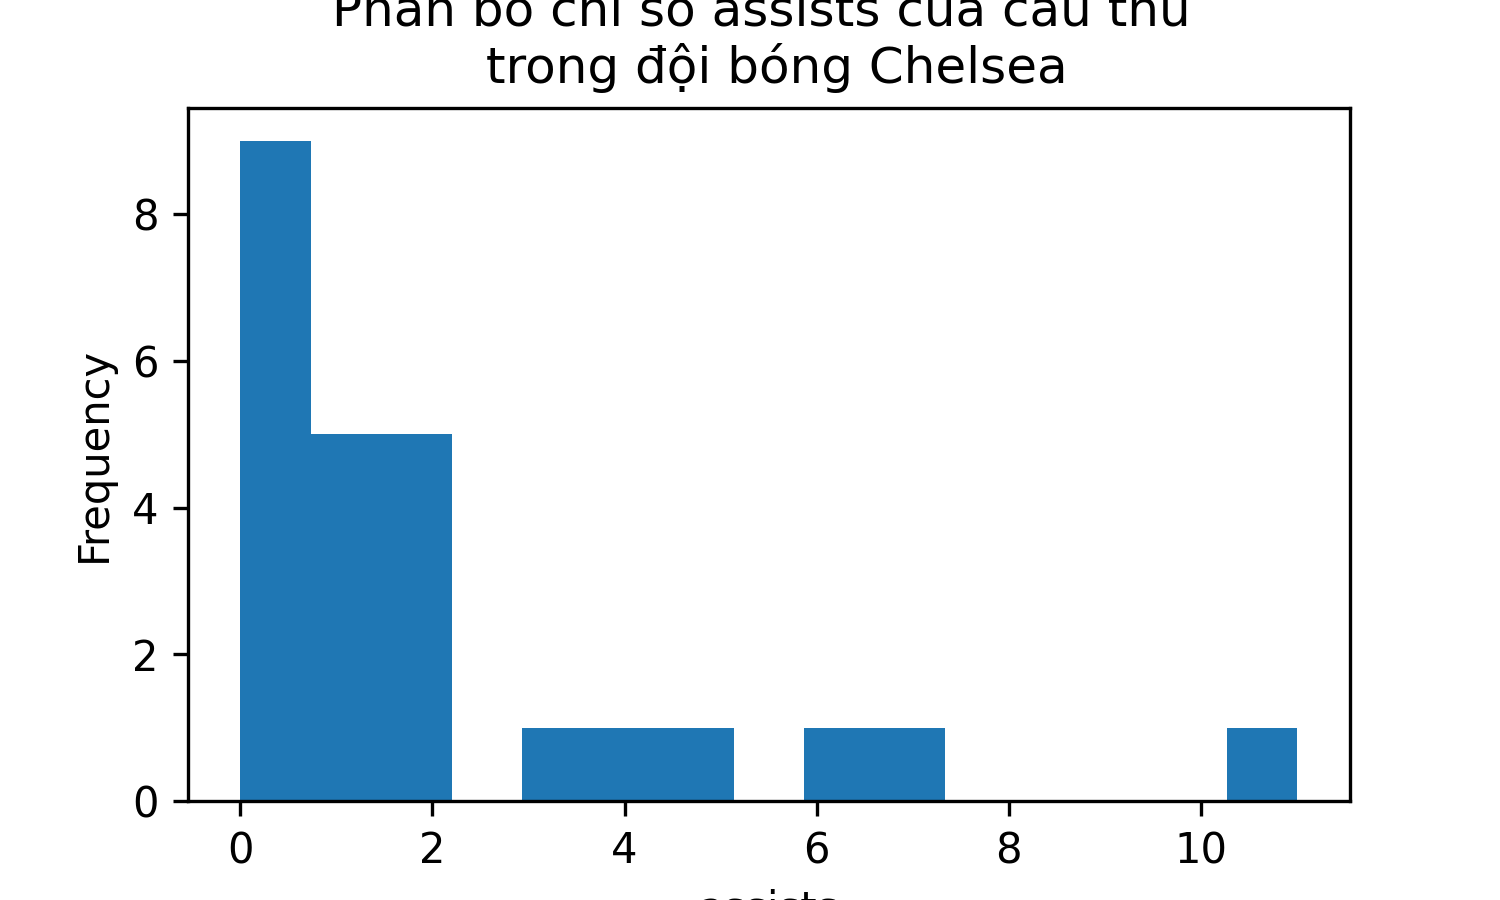 Phân bố chỉ số assists của cầu thủ
trong đội bóng Chelsea
8
6
4
2
0
Frequency
0 2 4 6 8 10
assists